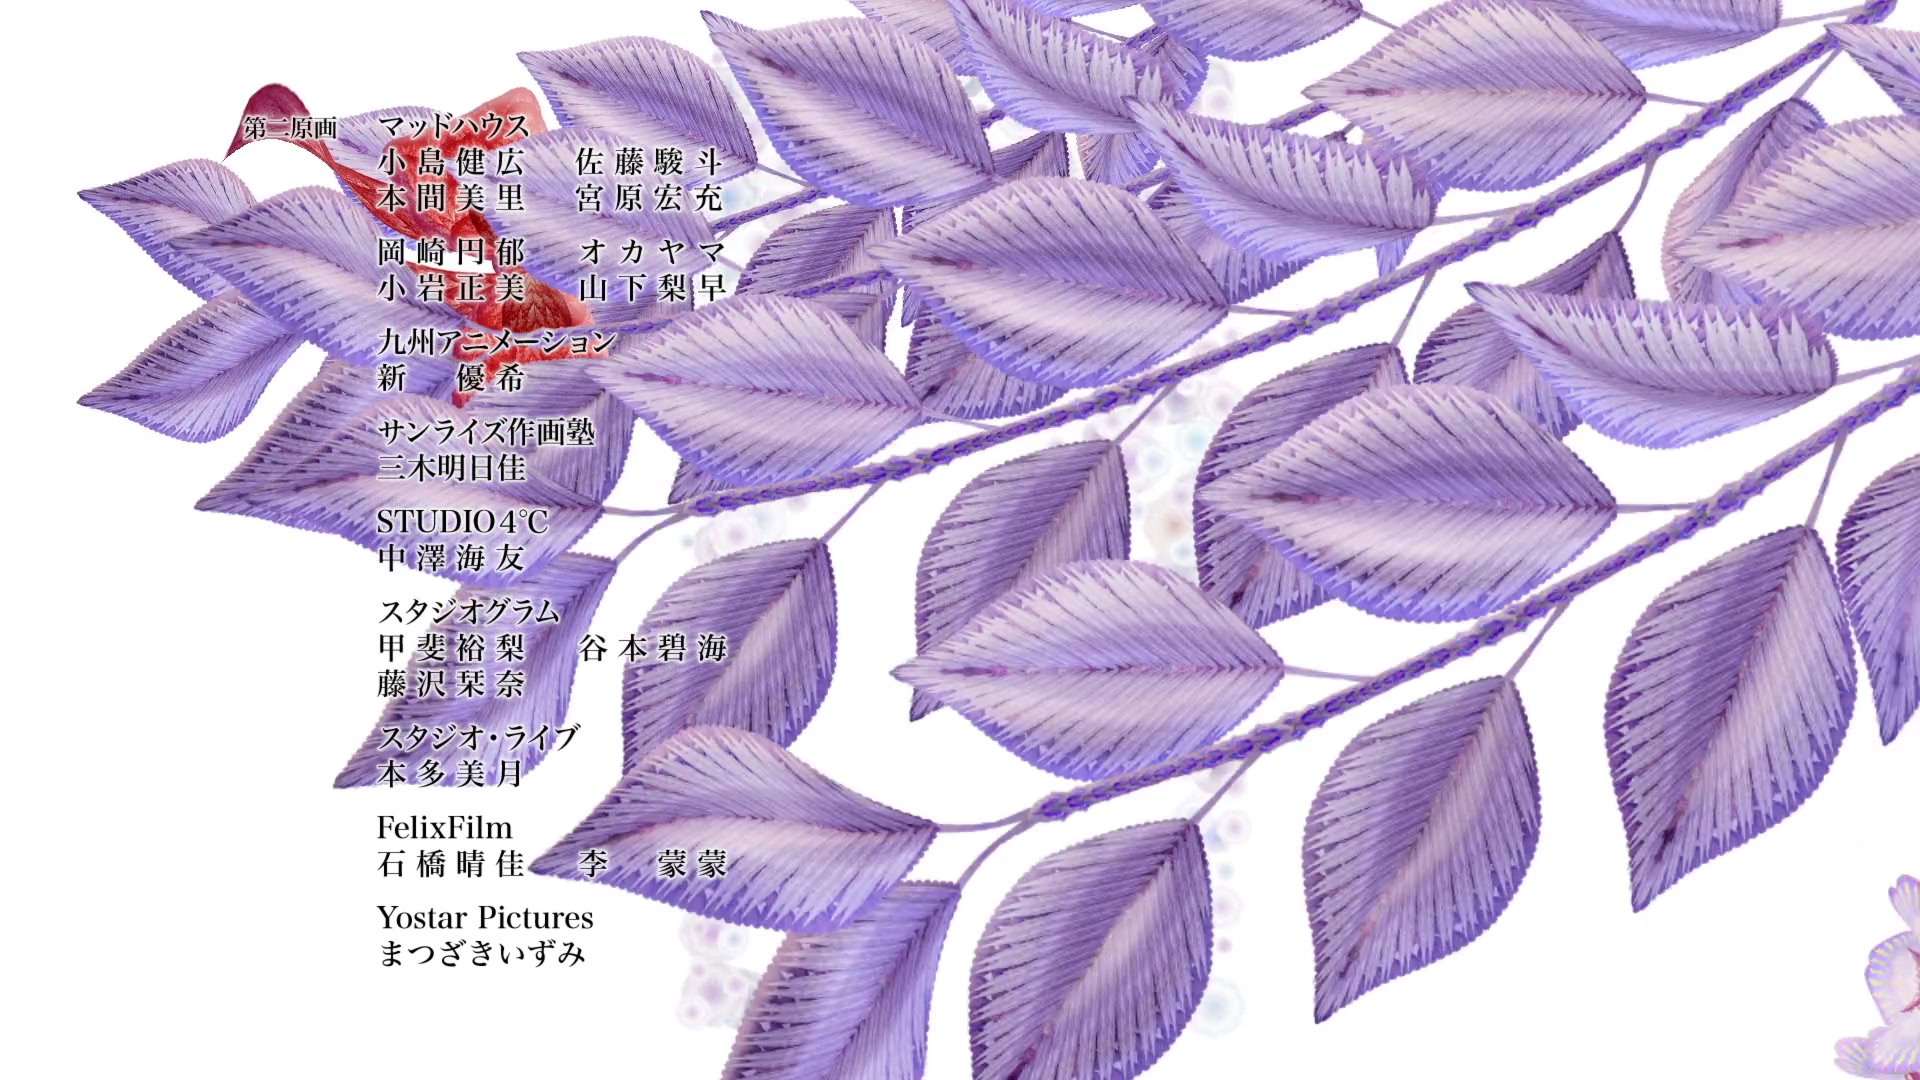 第二原画 マッドハウス
小島健広 佐藤駿斗
本間美里 宮原宏充
岡崎円郁 オカヤマ
小岩正美 山下梨早
九州アニメーション
新 優希
サンライズ作画塾
三木明日佳
STUDIO4℃
中澤海友
スタジオグラム
甲斐裕梨 谷本碧海
藤沢栞奈
スタジオ・ライブ
本多美月
FelixFilm
石橋晴佳 李 蒙蒙
Yostar Pictures
まつざきいずみ